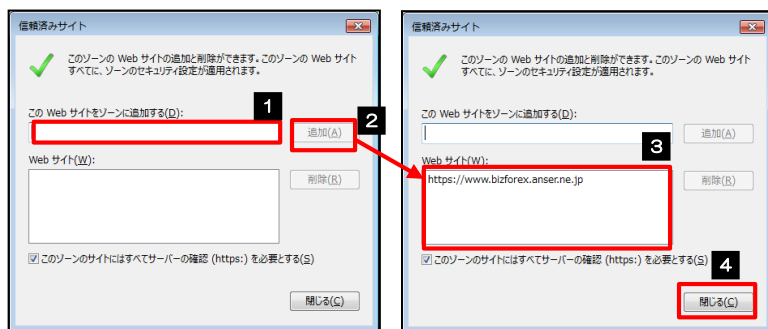 信頼済みサイト
このゾーンの Web サイトの追加と削除ができます。このゾーンの Web サイト
すべてに、ゾーンのセキュリティ設定が適用されます。
1
この Web サイトをゾーンに追加する(D):
追加(A)
2
Web サイト(W):
削除(R)
このゾーンのサイトにはすべてサーバーの確認 (https:) を必要とする(S)
閉じる(C)
信頼済みサイト
このゾーンの Web サイトの追加と削除ができます。このゾーンの Web サイト
すべてに、ゾーンのセキュリティ設定が適用されます。
この Web サイトをゾーンに追加する(D):
追加(A)
3
Web サイト(W):
https://www.bizforex.anser.ne.jp
削除(R)
このゾーンのサイトにはすべてサーバーの確認 (https:) を必要とする(S)
4
閉じる(C)